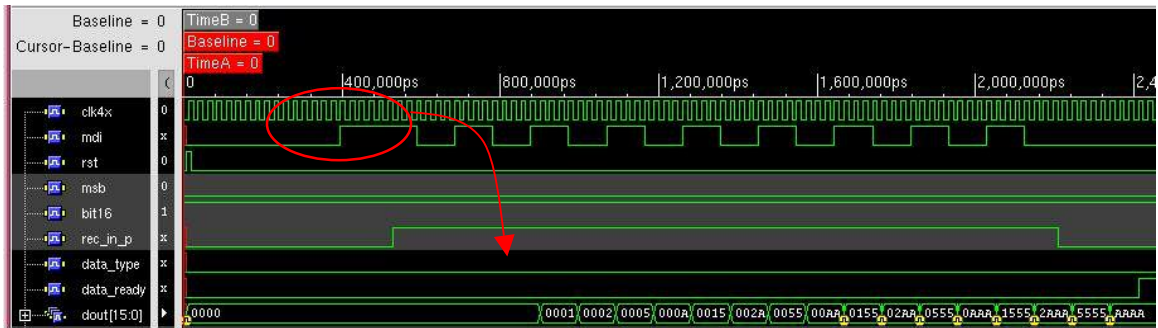 Baseline = 0
Cursor-Baseline = 0
TimeB = 0
Baseline = 0
TimeA = 0
0 400,000ps 800,000ps 1,200,000ps 1,600,000ps 2,000,000ps 2,4
clk4x 0
mdi x
rst 0
msb 0
bit16 1
rec_in_p x
data_type x
data_ready x
dout[15:0] 0000 0001 0002 0005 000A 0015 002A 0055 00AA 0155 02AA 0555 0AAA 1555 2AAA 5555 AAAA